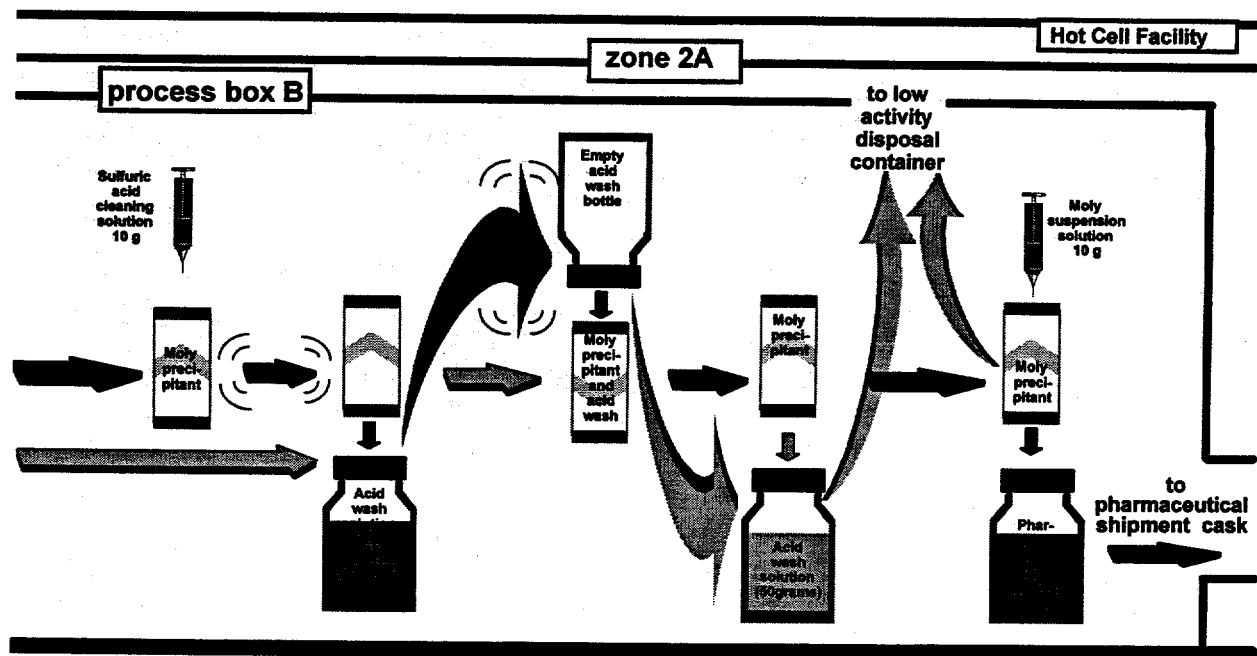 Hot Cell Facility
zone 2A
process box B
to low
activity
disposal
container
Sulfuric
acid
cleaning
solution
10 g
Empty
acid
wash
bottle
Moly
suspension
solution
10 g
Moly
preci-
pitant
Moly
preci-
pitant
and
acid
wash
Moly
preci-
pitant
Moly
preci-
pitant
Acid
wash
Acid
wash
solution
Phar-
to
pharmaceutical
shipment cask